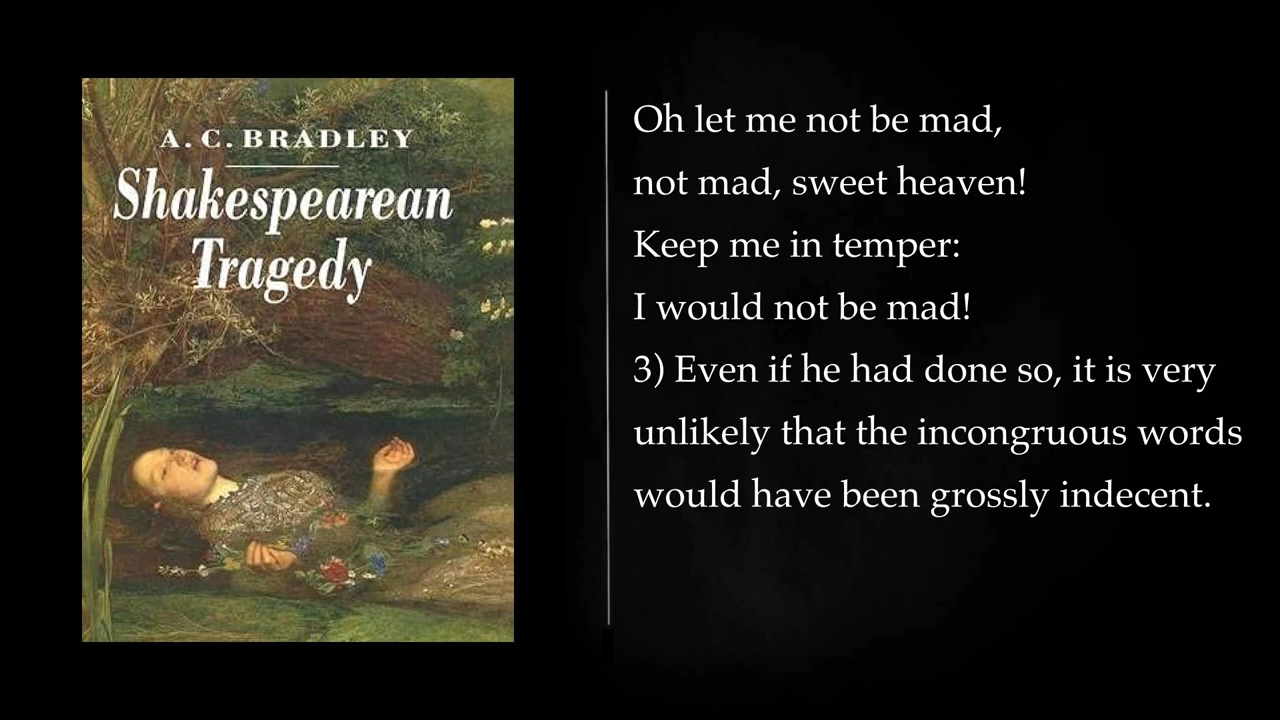 A. C. BRADLEY
Shakespearean
Tragedy
Oh let me not be mad,
not mad, sweet heaven!
Keep me in temper:
I would not be mad!
3) Even if he had done so, it is very
unlikely that the incongruous words
would have been grossly indecent.